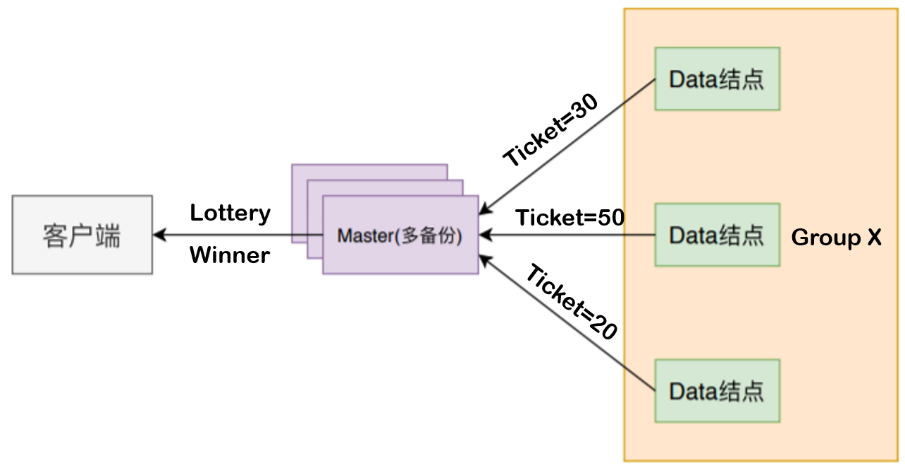 Data结点
Ticket=30
Lottery
客户端
Master(多备份)
Ticket=50
Data结点
Group X
Winner
Ticket=20
Data结点